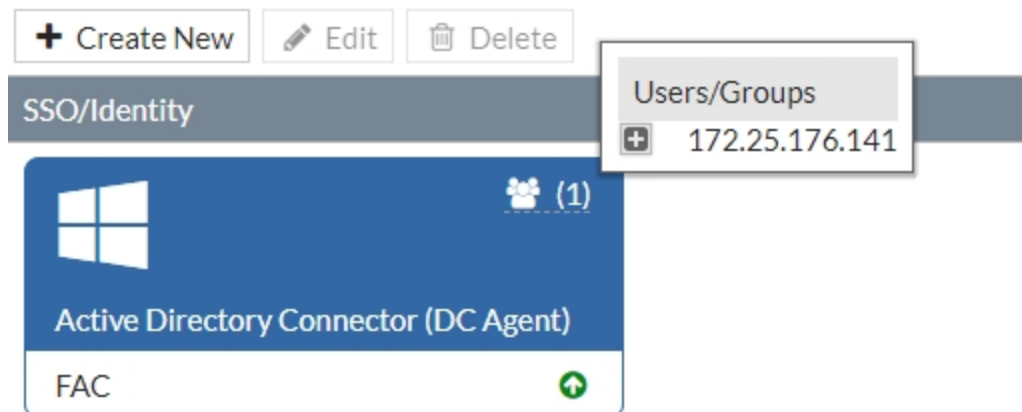 Create New
Edit
Delete
Users/Groups
172.25.176.141
SSO/Identity
(1)
Active Directory Connector (DC Agent)
FAC